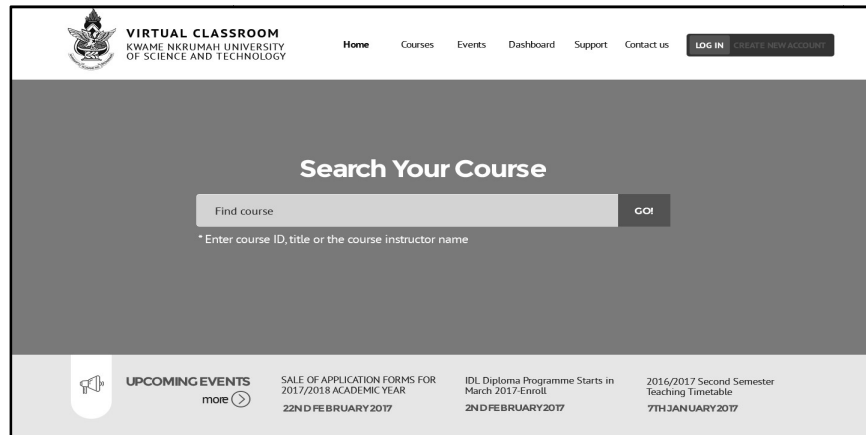 VIRTUAL CLASSROOM
KWAME NKRUMAH UNIVERSITY
OF SCIENCE AND TECHNOLOGY
Home Courses Events Dashboard Support Contact us LOG IN CREATE NEW ACCOUNT
Search Your Course
Find course GO!
* Enter course ID, title or the course instructor name
UPCOMING EVENTS
more
SALE OF APPLICATION FORMS FOR
2017/2018 ACADEMIC YEAR
22ND FEBRUARY 2017
IDL Diploma Programme Starts in
March 2017-Enroll
2ND FEBRUARY 2017
2016/2017 Second Semester
Teaching Timetable
7TH JANUARY 2017